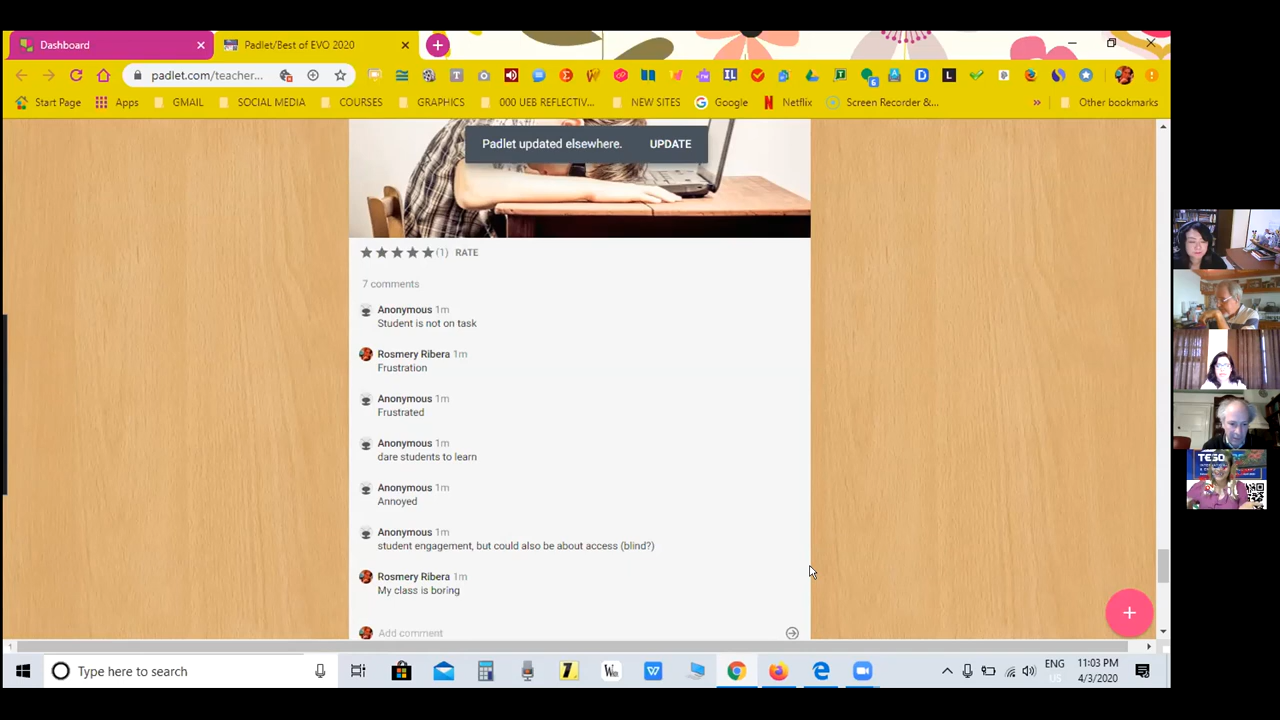 Dashboard
Padlet/Best of EVO 2020
padlet.com/teacher...
Start Page
Apps
GMAIL
SOCIAL MEDIA
COURSES
GRAPHICS
000 UEB REFLECTIV...
NEW SITES
Google
Netflix
Screen Recorder &...
Other bookmarks
Padlet updated elsewhere.
UPDATE
(1) RATE
7 comments
Anonymous 1m
Student is not on task
Rosmery Ribera 1m
Frustration
Anonymous 1m
Frustrated
Anonymous 1m
dare students to learn
Anonymous 1m
Annoyed
Anonymous 1m
student engagement, but could also be about access (blind?)
Rosmery Ribera 1m
My class is boring
Add comment
Type here to search
ENG
US
11:03 PM
4/3/2020